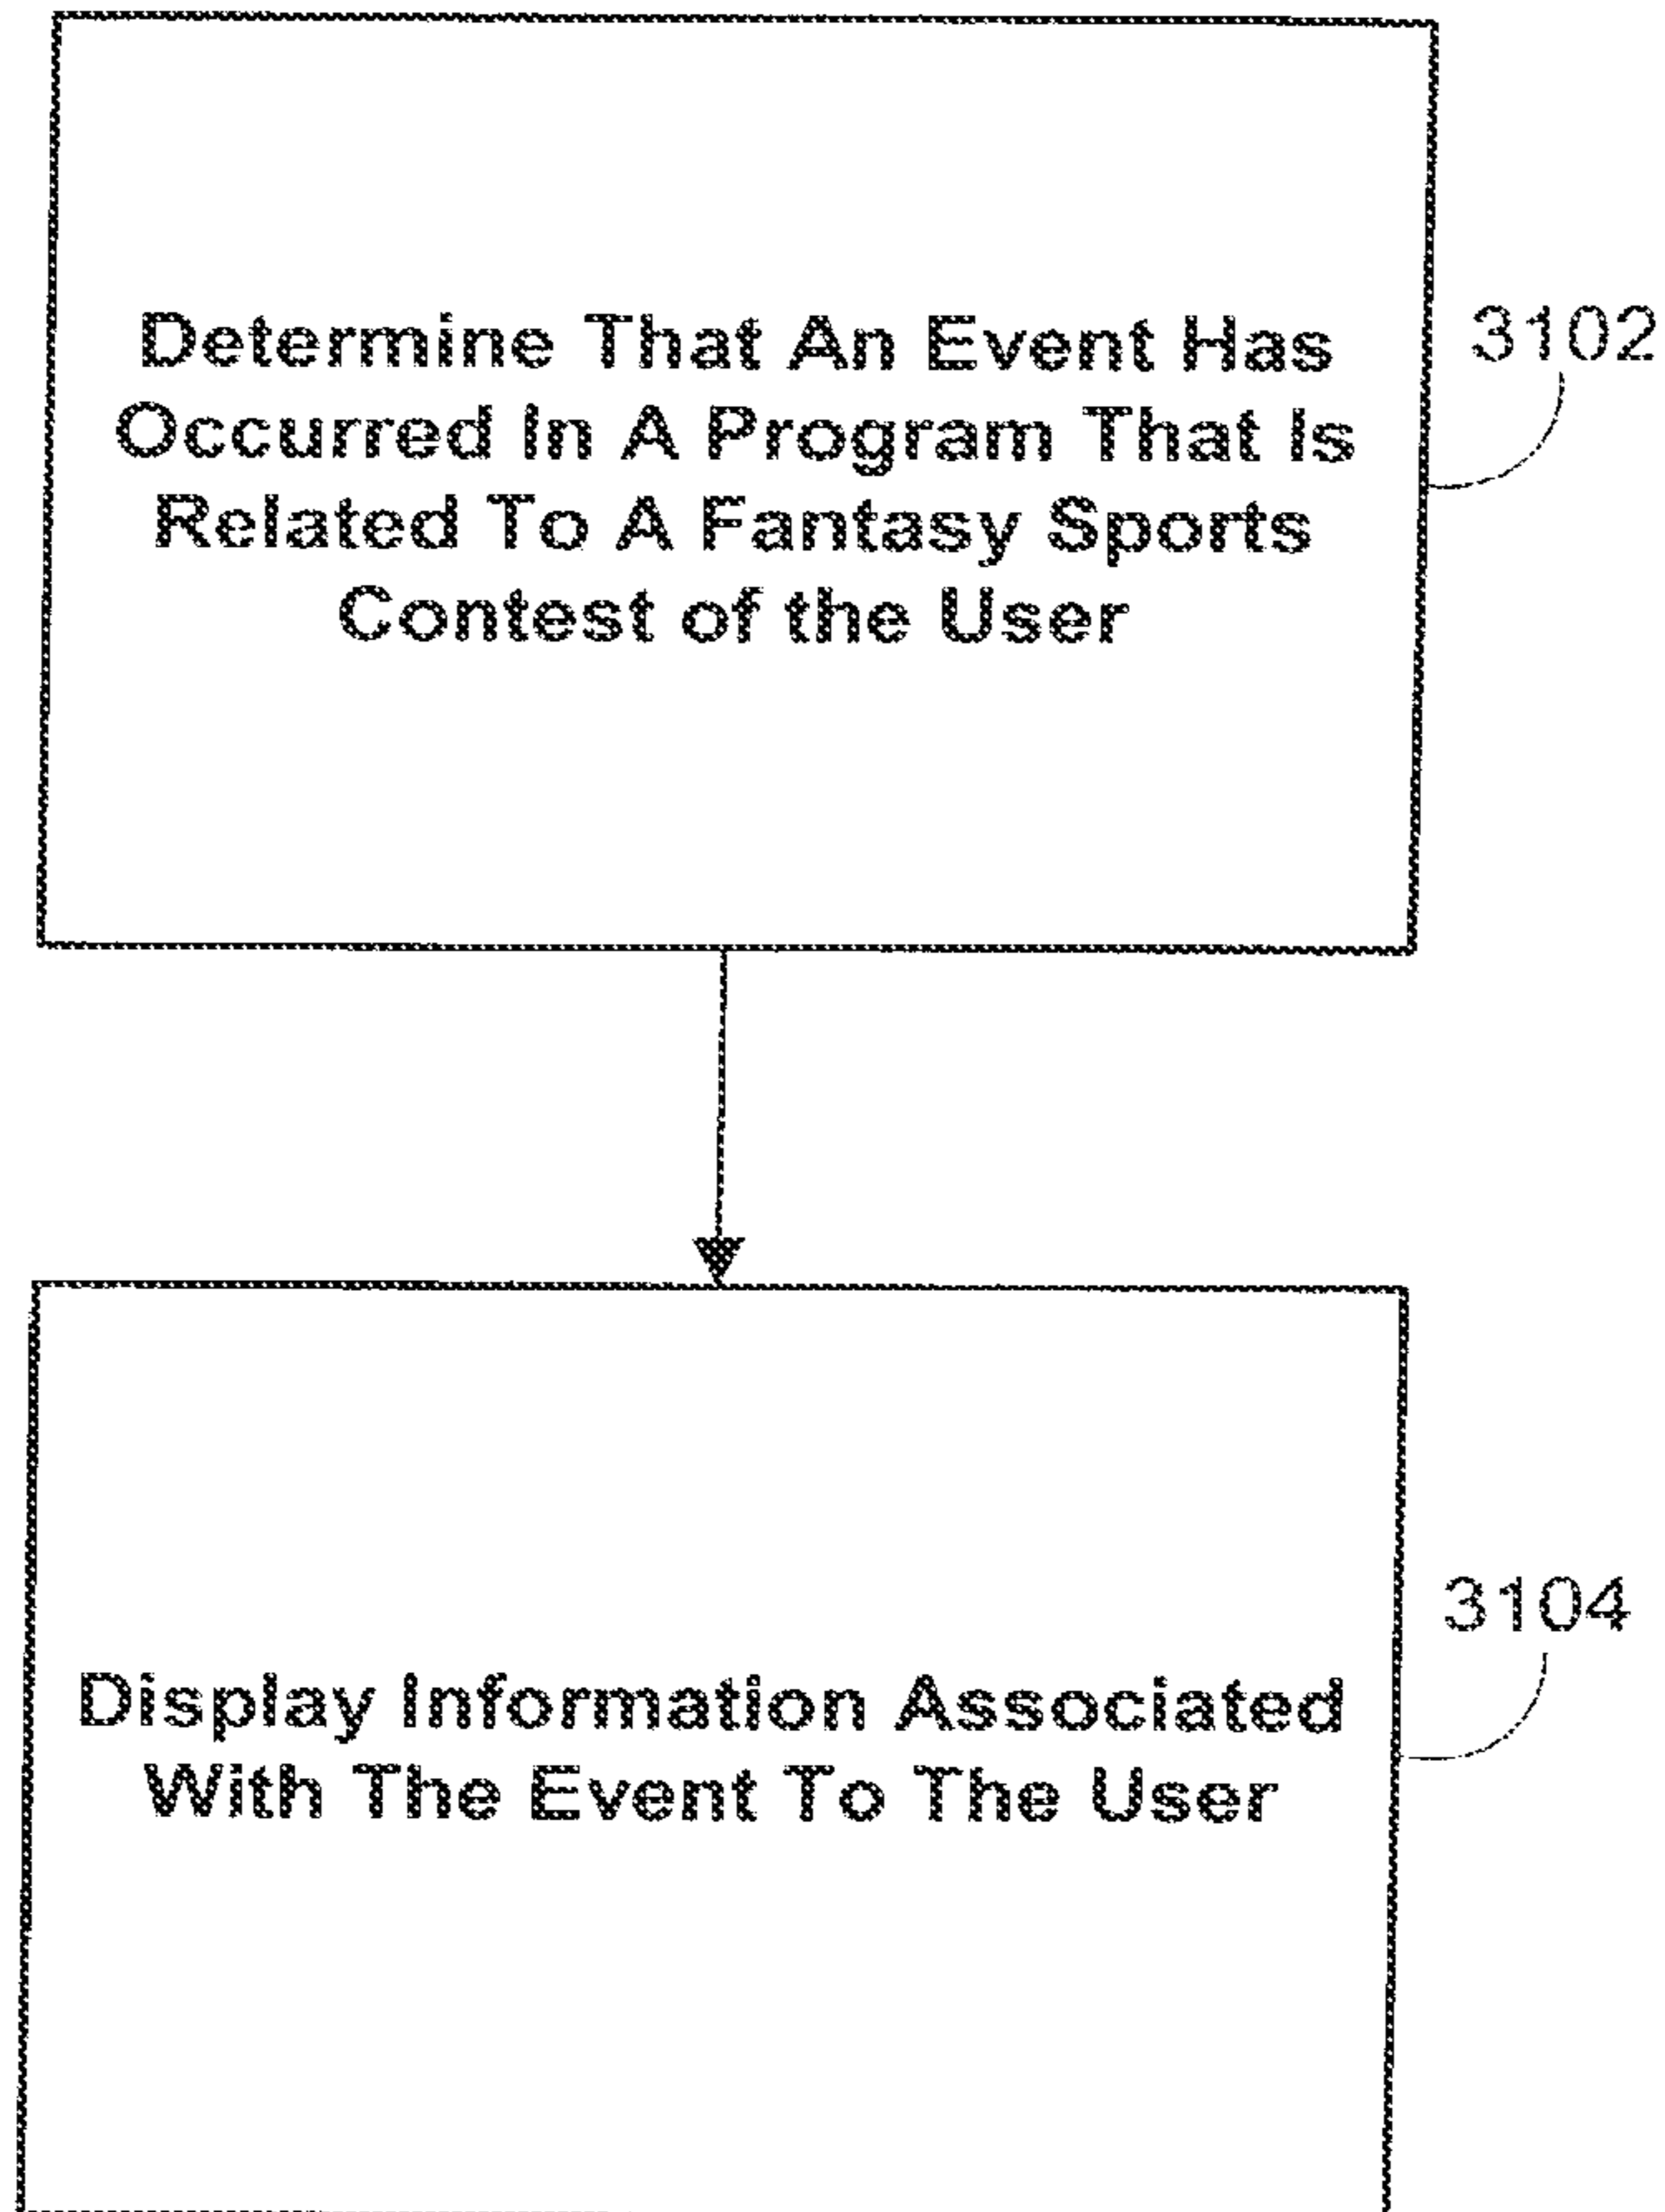 Determine That An Event Has
Occurred In A Program That Is
Related To A Fantasy Sports
Contest of the User
3102
Display Information Associated
With The Event To The User
3104